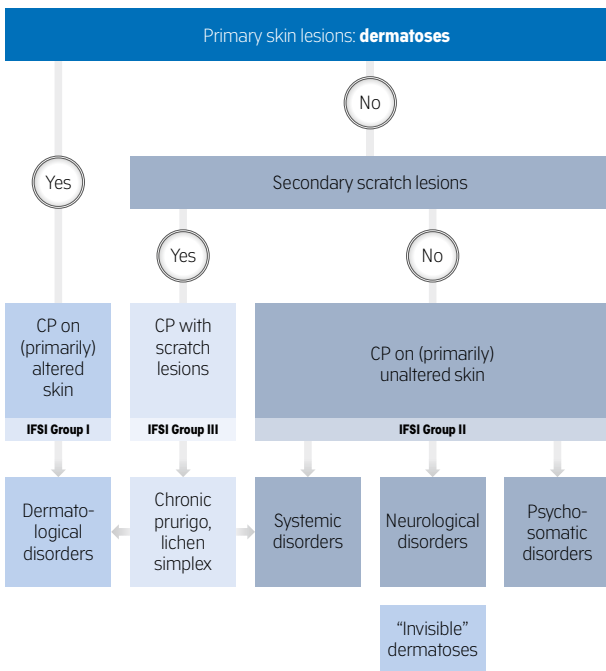 Primary skin lesions: dermatoses
No
Yes
Secondary scratch lesions
Yes
No
CP on
(primarily)
altered
skin
IFSI Group I
CP with
scratch
lesions
IFSI Group III
CP on (primarily)
unaltered skin
IFSI Group II
Dermato-
logical
disorders
Chronic
prurigo,
lichen
simplex
Systemic
disorders
Neurological
disorders
Psycho-
somatic
disorders
“Invisible”
dermatoses